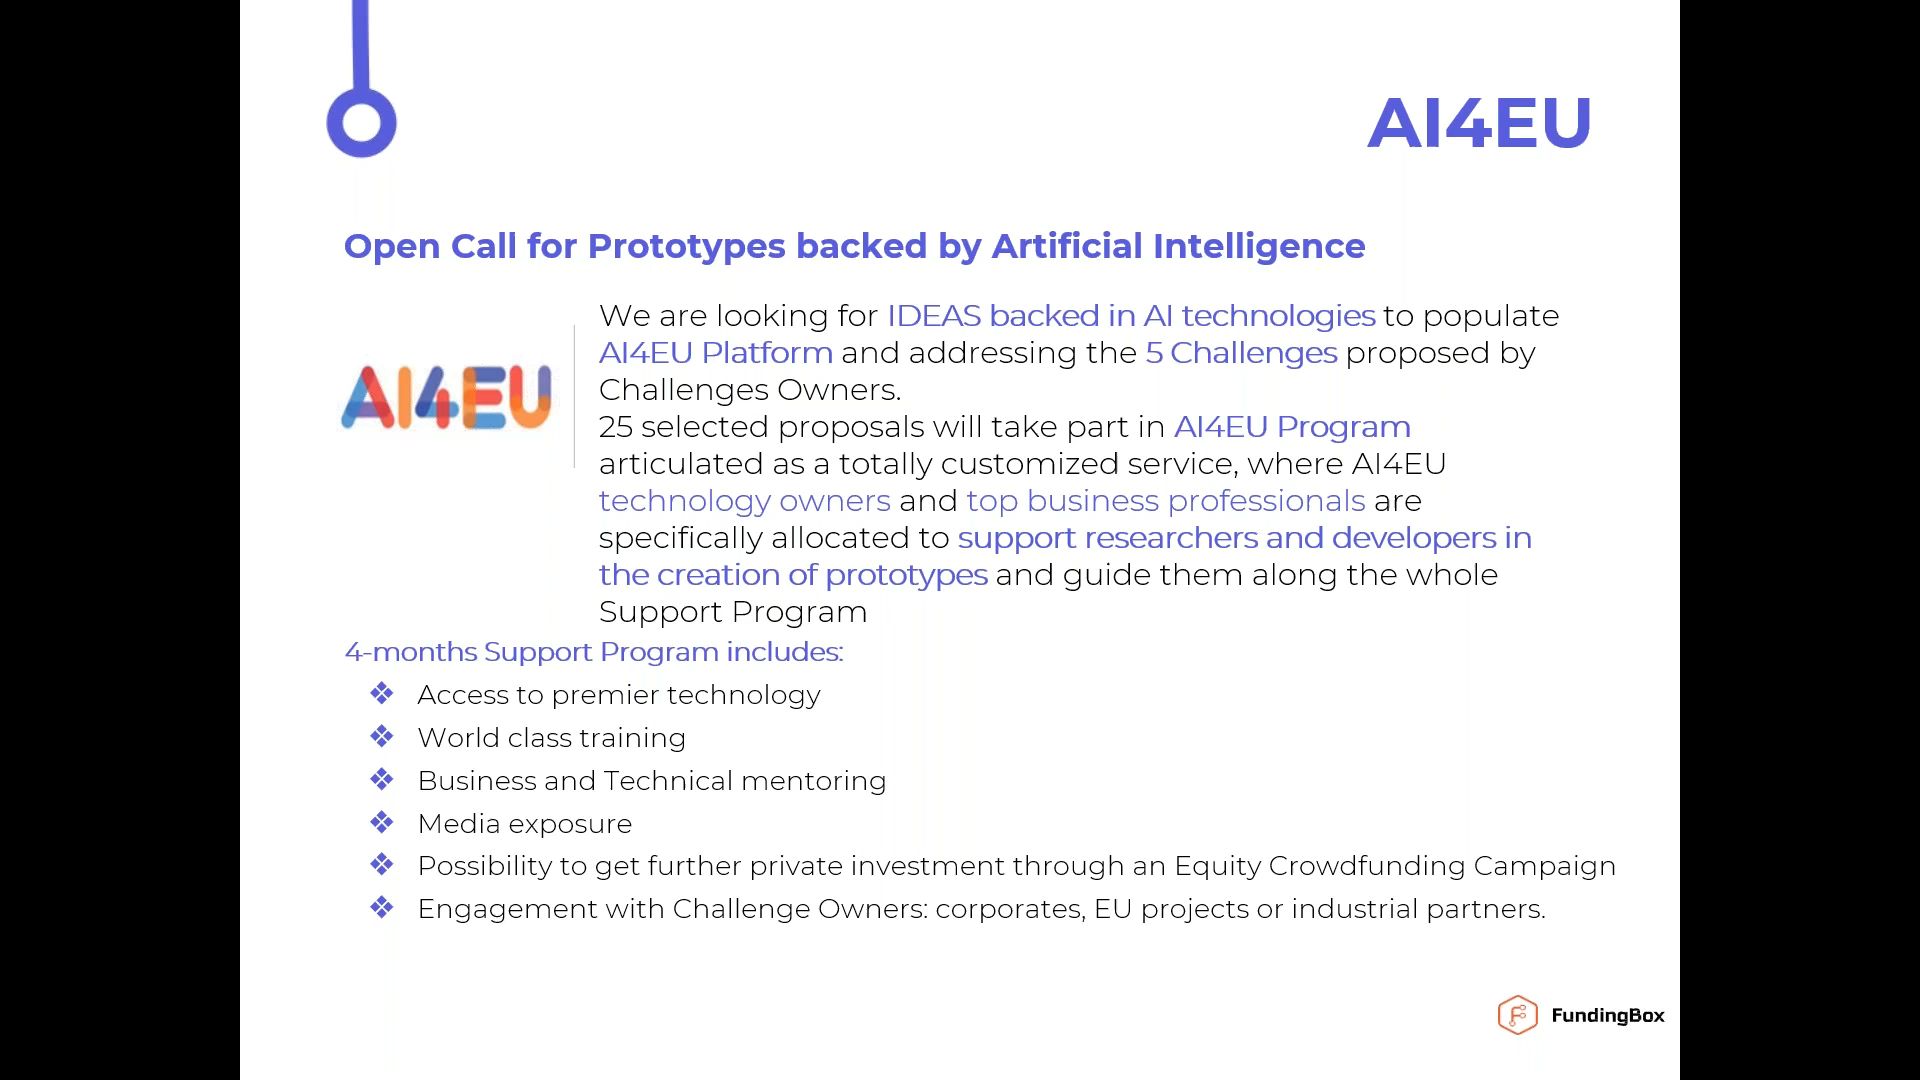 AI4EU
Open Call for Prototypes backed by Artificial Intelligence
AI4EU
We are looking for IDEAS backed in AI technologies to populate
AI4EU Platform and addressing the 5 Challenges proposed by
Challenges Owners.
25 selected proposals will take part in AI4EU Program
articulated as a totally customized service, where AI4EU
technology owners and top business professionals are
specifically allocated to support researchers and developers in
the creation of prototypes and guide them along the whole
Support Program
4-months Support Program includes:
❖ Access to premier technology
❖ World class training
❖ Business and Technical mentoring
❖ Media exposure
❖ Possibility to get further private investment through an Equity Crowdfunding Campaign
❖ Engagement with Challenge Owners: corporates, EU projects or industrial partners.
FundingBox